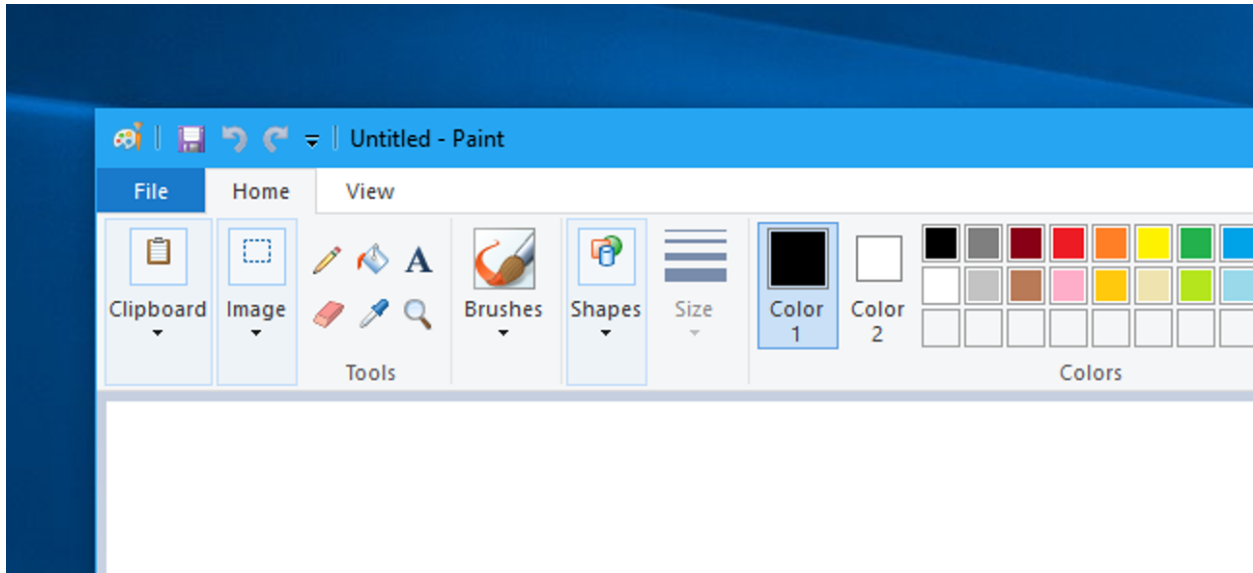 Untitled - Paint
File Home View
A
Clipboard Image Brushes Shapes Size Color 1 Color 2
Tools Colors